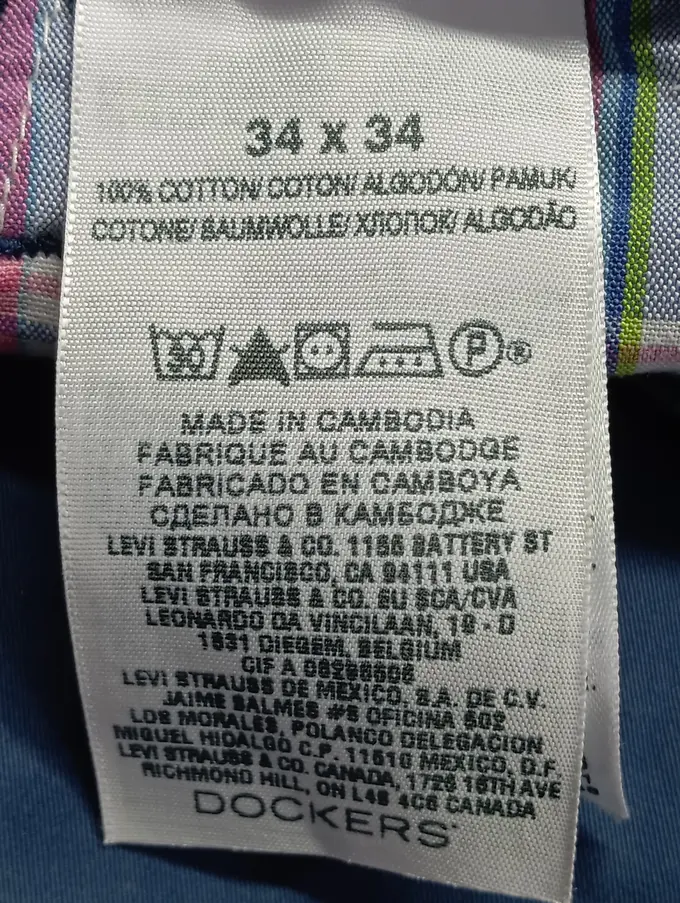 34 x 34
100% COTTON/ COTON/ ALGODÓN/ PAMUK/
COTONE/ BAUMWOLLE/ ХЛОПОК/ ALGODÃO
30
P ®
MADE IN CAMBODIA
FABRIQUE AU CAMBODGE
FABRICADO EN CAMBOYA
СДЕЛАНО В КАМБОДЖЕ
LEVI STRAUSS & CO. 1155 BATTERY ST
SAN FRANCISCO, CA 94111 USA
LEVI STRAUSS & CO. EU SCA/CVA
LEONARDO DA VINCILAAN, 19 - D
1831 DIEGEM, BELGIUM
CIF A
LEVI STRAUSS DE MEXICO, S.A. DE C.V.
JAIME BALMES #8 OFICINA 502
LOS MORALES, POLANCO DELEGACION
MIGUEL HIDALGO C.P. 11510 MEXICO, D.F.
LEVI STRAUSS & CO. CANADA, 1725 16TH AVE
RICHMOND HILL, ON L4B 4C6 CANADA
DOCKERS